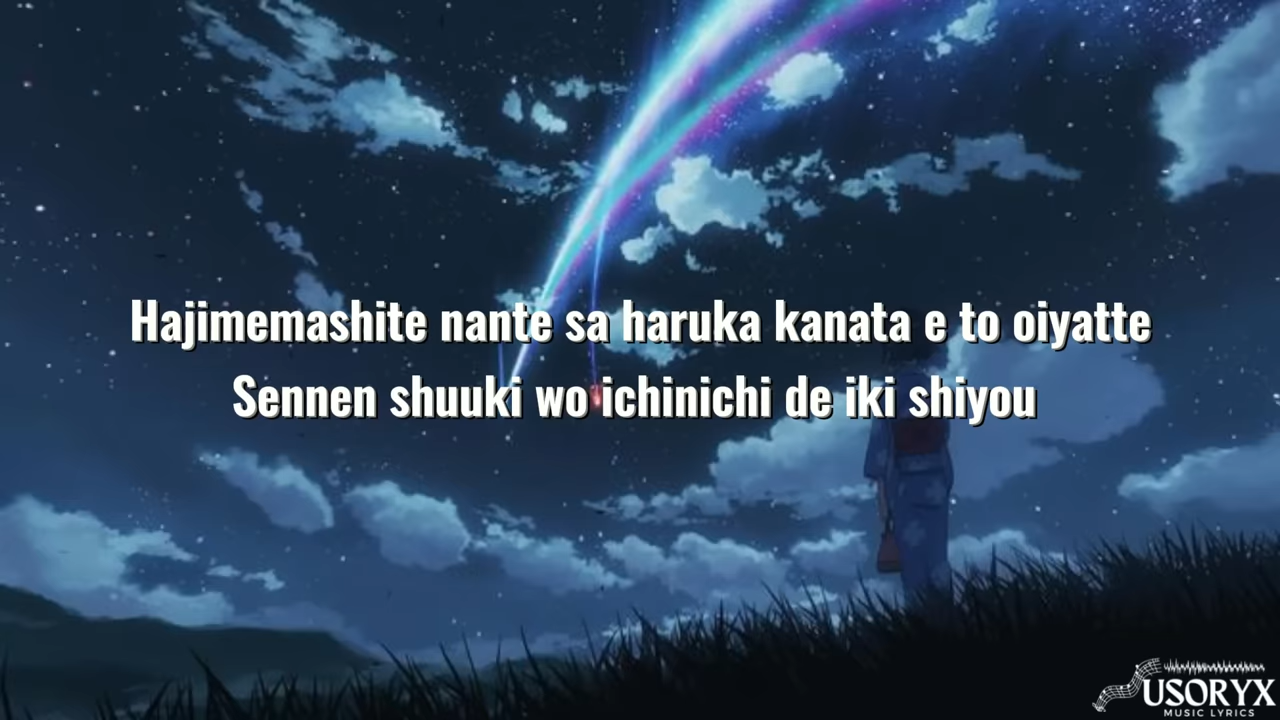 Hajimemashite nante sa haruka kanata e to oiyatte
Sennen shuuki wo ichinichi de iki shiyou
USORYX
MUSIC LYRICS